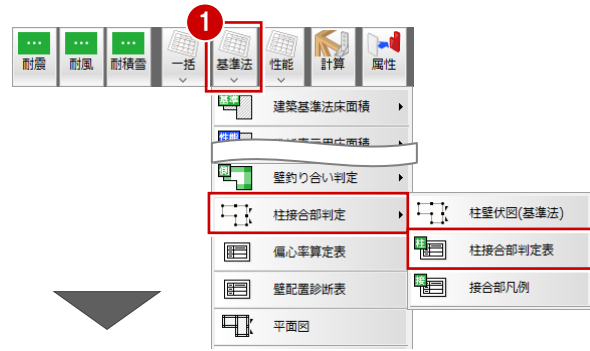 1
耐震 耐風 耐積雪 一括 基準法 性能 計算 属性
基準 建築基準法床面積
性能
壁釣り合い判定
柱接合部判定
柱壁伏図(基準法)
柱 柱接合部判定表
偏心率算定表
接 接合部凡例
壁配置診断表
平面図